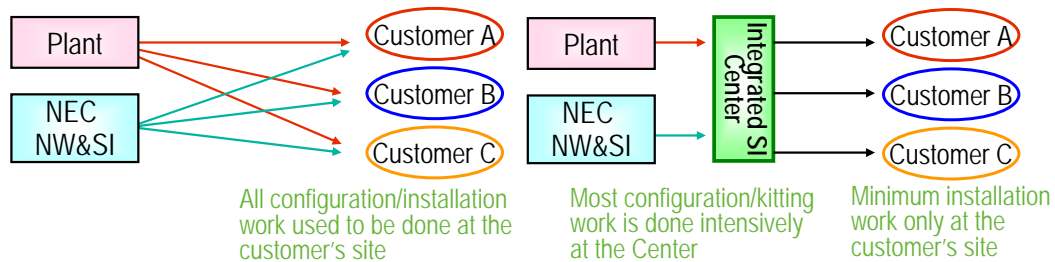 Plant
NEC
NW&SI
Customer A
Customer B
Customer C
All configuration/installation
work used to be done at the
customer's site
Plant
NEC
NW&SI
Integrated SI
Center
Customer A
Customer B
Customer C
Most configuration/kitting
work is done intensively
at the Center
Minimum installation
work only at the
customer's site